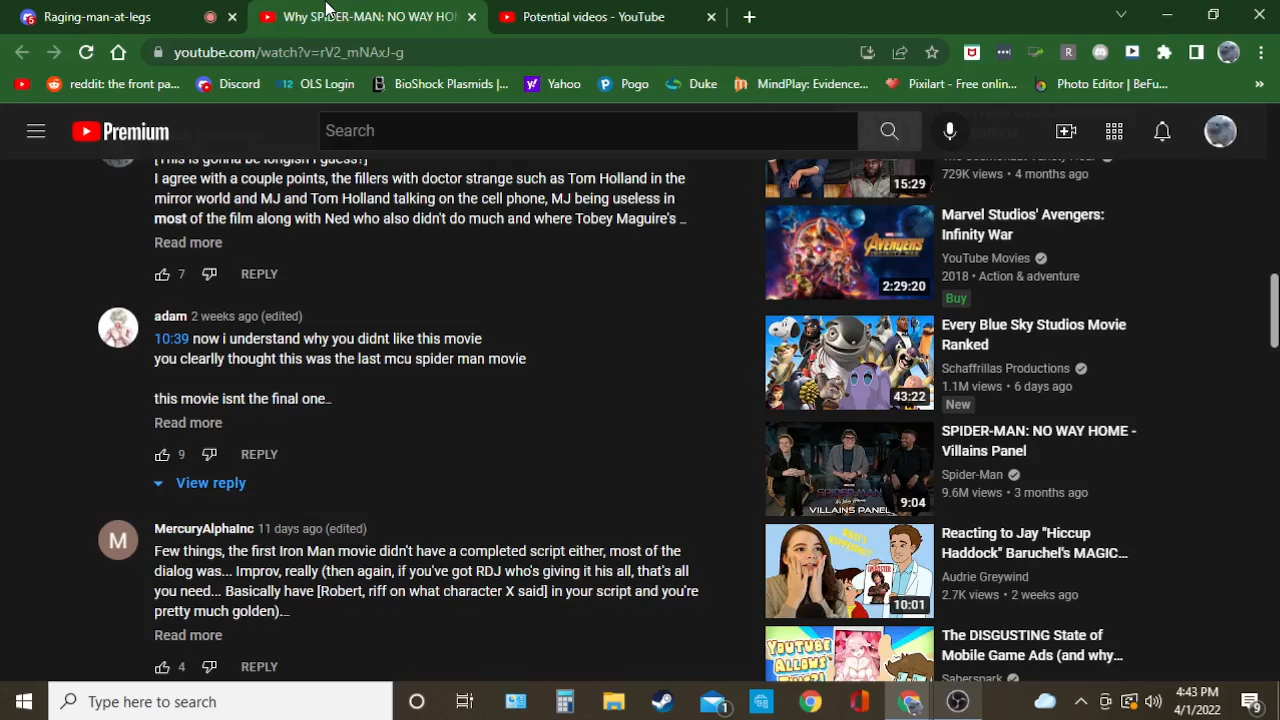 Raging-man-at-legs
Why SPIDER-MAN: NO WAY HON
Potential videos - YouTube
youtube.com/watch?v=rV2_mNAxJ-g
reddit: the front pa...
Discord
OLS Login
BioShock Plasmids |...
Yahoo
Pogo
Duke
MindPlay: Evidence...
Pixilart - Free onlin...
Photo Editor | BeFu...
Premium
Search
[This is gonna be longish I guess?]
I agree with a couple points, the fillers with doctor strange such as Tom Holland in the
mirror world and MJ and Tom Holland talking on the cell phone, MJ being useless in
most of the film along with Ned who also didn't do much and where Tobey Maguire's ...
Read more
7
REPLY
adam 2 weeks ago (edited)
10:39 now i understand why you didnt like this movie
you clearlly thought this was the last mcu spider man movie
this movie isnt the final one...
Read more
9
REPLY
View reply
M
MercuryAlphaInc 11 days ago (edited)
Few things, the first Iron Man movie didn't have a completed script either, most of the
dialog was... Improv, really (then again, if you've got RDJ who's giving it his all, that's all
you need... Basically have [Robert, riff on what character X said] in your script and you're
pretty much golden)...
Read more
4
REPLY
15:29
729K views • 4 months ago
AVENGERS
2:29:20
Marvel Studios' Avengers:
Infinity War
YouTube Movies
2018 • Action & adventure
Buy
43:22
Every Blue Sky Studios Movie
Ranked
Schaffrillas Productions
1.1M views • 6 days ago
New
SPIDER-MAN
VILLAINS PANEL
9:04
SPIDER-MAN: NO WAY HOME -
Villains Panel
Spider-Man
9.6M views • 3 months ago
10:01
Reacting to Jay "Hiccup
Haddock" Baruchel's MAGIC...
Audrie Greywind
2.7K views • 2 weeks ago
YOUTUBE
ALLOWS
The DISGUSTING State of
Mobile Game Ads (and why...
Saberspark
Type here to search
1
4:43 PM
4/1/2022
9